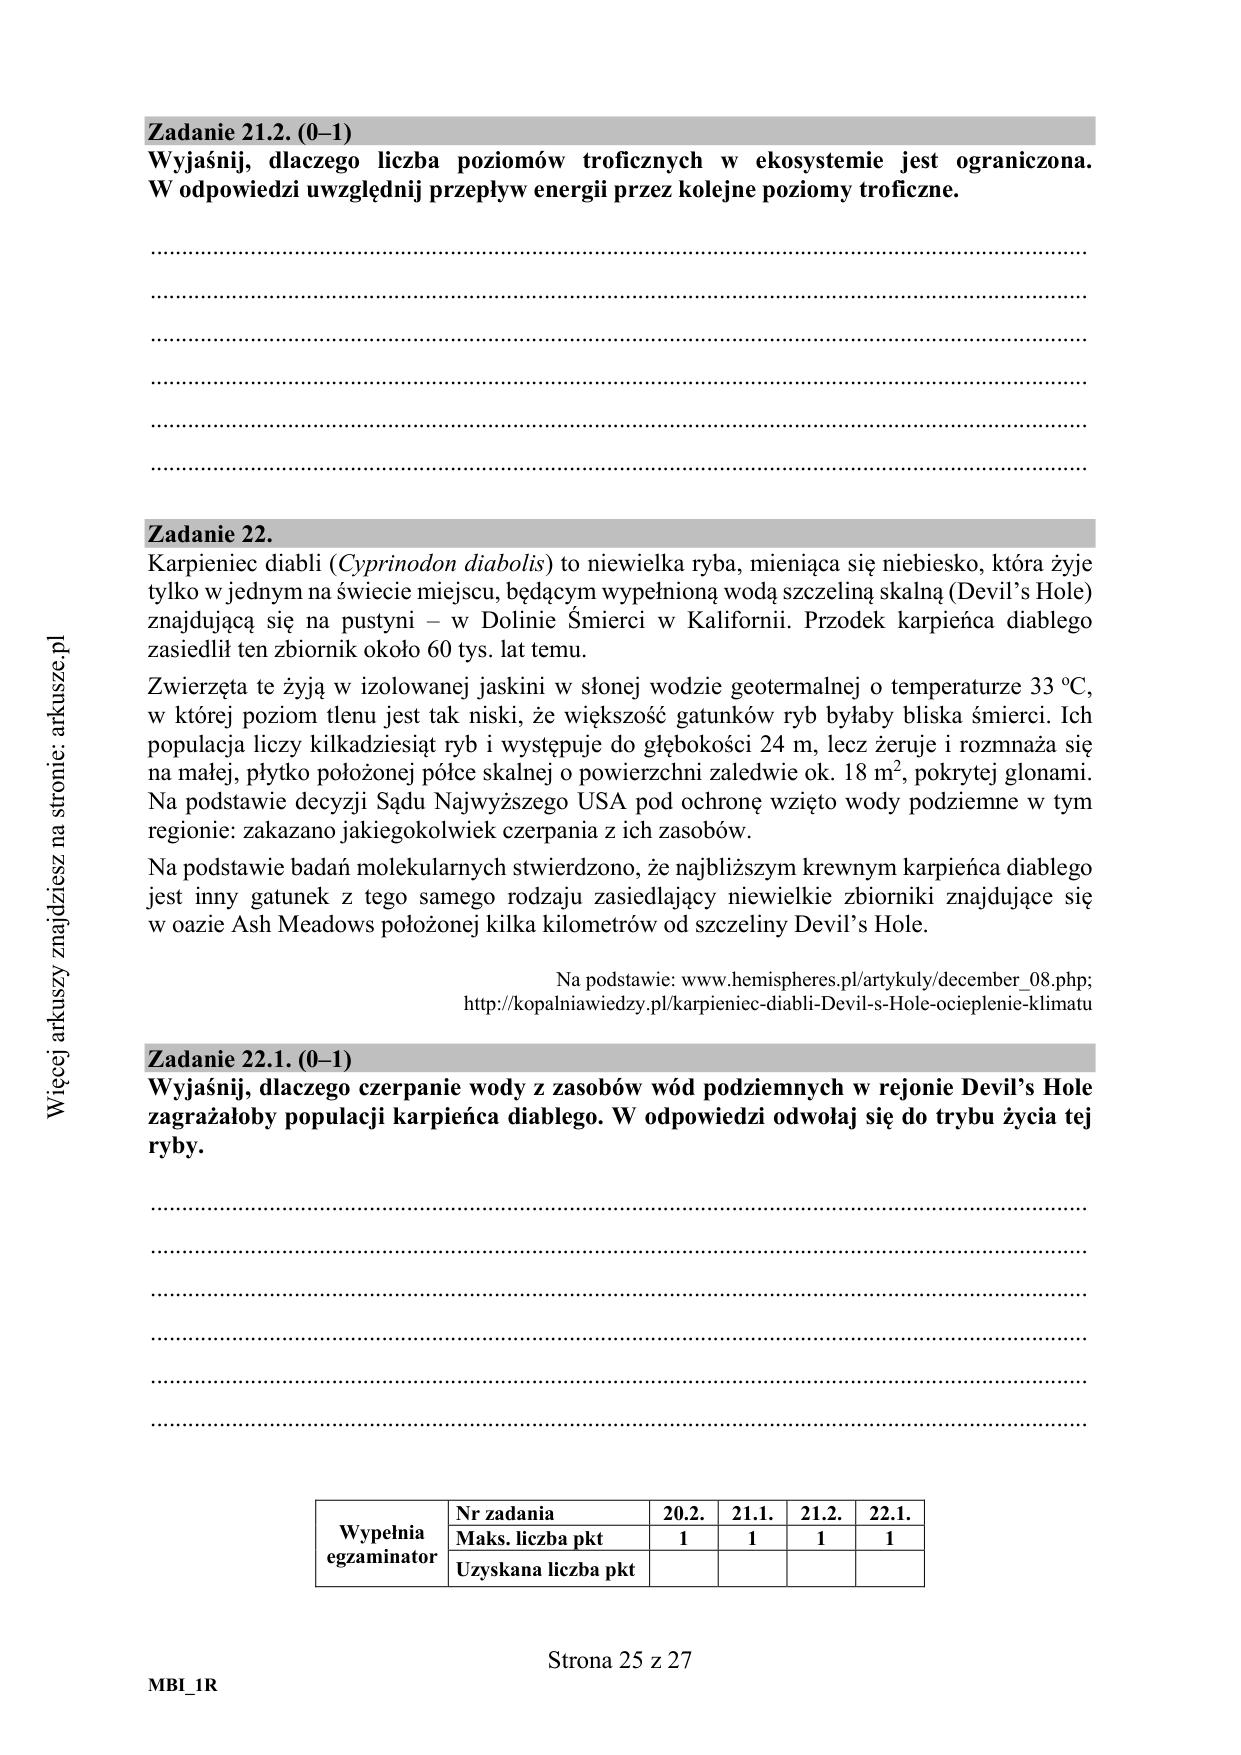 Zadanie 21.2. (0–1)
Wyjaśnij, dlaczego liczba poziomów troficznych w ekosystemie jest ograniczona.
W odpowiedzi uwzględnij przepływ energii przez kolejne poziomy troficzne.
Zadanie 22.
Karpieniec diabli (Cyprinodon diabolis) to niewielka ryba, mieniąca się niebiesko, która żyje
tylko w jednym na świecie miejscu, będącym wypełnioną wodą szczeliną skalną (Devil's Hole)
znajdującą się na pustyni – w Dolinie Śmierci w Kalifornii. Przodek karpieńca diablego
zasiedlił ten zbiornik około 60 tys. lat temu.
Zwierzęta te żyją w izolowanej jaskini w słonej wodzie geotermalnej o temperaturze 33 ºC,
w której poziom tlenu jest tak niski, że większość gatunków ryb byłaby bliska śmierci. Ich
populacja liczy kilkadziesiąt ryb i występuje do głębokości 24 m, lecz żeruje i rozmnaża się
na małej, płytko położonej półce skalnej o powierzchni zaledwie ok. 18 m², pokrytej glonami.
Na podstawie decyzji Sądu Najwyższego USA pod ochronę wzięto wody podziemne w tym
regionie: zakazano jakiegokolwiek czerpania z ich zasobów.
Na podstawie badań molekularnych stwierdzono, że najbliższym krewnym karpieńca diablego
jest inny gatunek z tego samego rodzaju zasiedlający niewielkie zbiorniki znajdujące się
w oazie Ash Meadows położonej kilka kilometrów od szczeliny Devil's Hole.
Na podstawie: www.hemispheres.pl/artykuly/december_08.php;
http://kopalniawiedzy.pl/karpieniec-diabli-Devil-s-Hole-ocieplenie-klimatu
Zadanie 22.1. (0–1)
Wyjaśnij, dlaczego czerpanie wody z zasobów wód podziemnych w rejonie Devil's Hole
zagrażałoby populacji karpieńca diablego. W odpowiedzi odwołaj się do trybu życia tej
ryby.
Wypełnia egzaminator
Nr zadania 20.2. 21.1. 21.2. 22.1.
Maks. liczba pkt 1 1 1 1
Uzyskana liczba pkt
Strona 25 z 27
MBI_1R
Więcej arkuszy znajdziesz na stronie: arkusze.pl